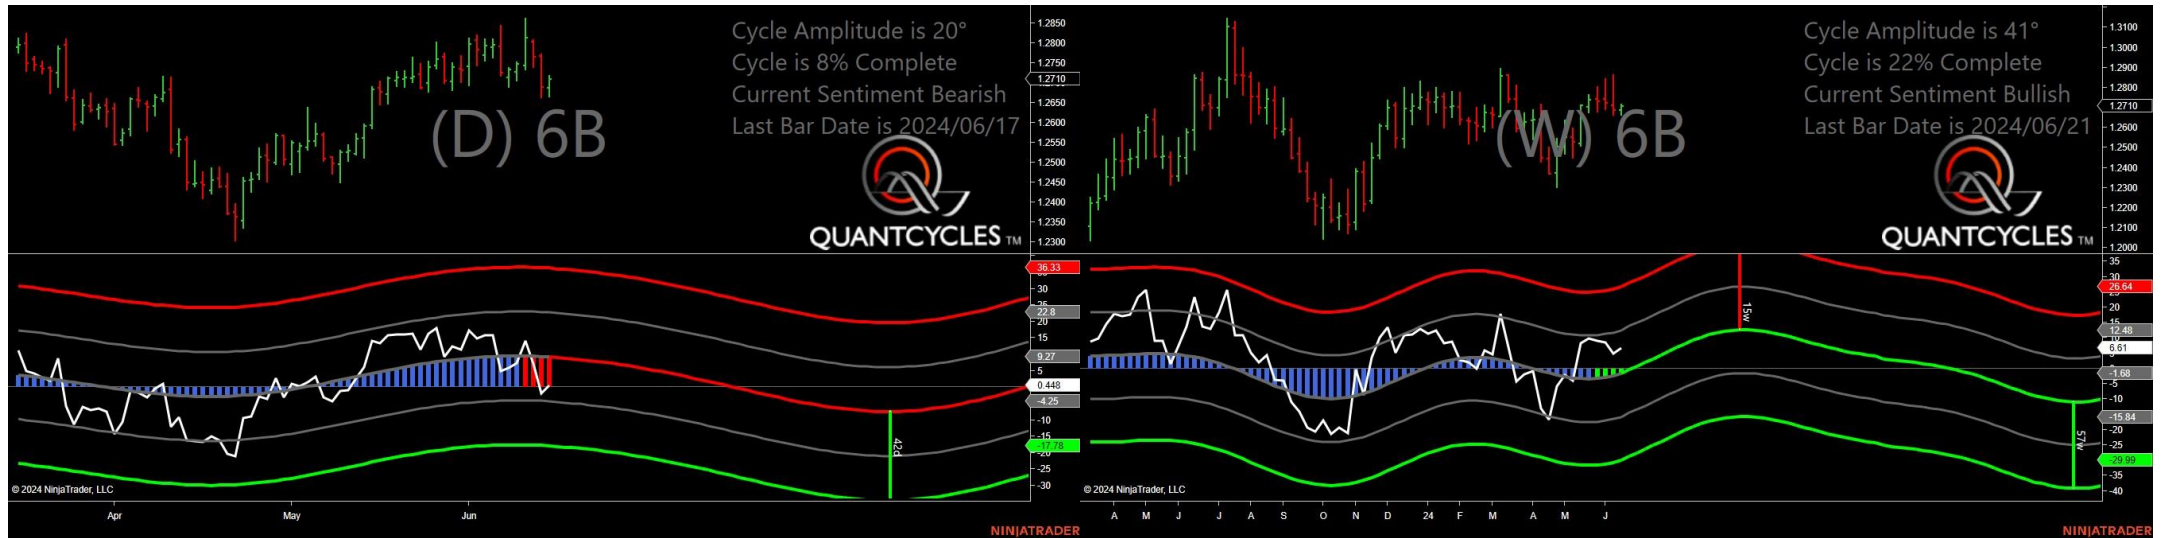 Cycle Amplitude is 20°
Cycle is 8% Complete
Current Sentiment Bearish
Last Bar Date is 2024/06/17
(D) 6B
QUANTCYCLES TM
1.2850
1.2800
1.2750
1.2710
1.2650
1.2600
1.2550
1.2500
1.2450
1.2400
1.2350
1.2300
36.33
30
22.8
20
15
9.27
5
0.448
-4.25
-10
-15
-17.78
-20
-25
-30
42d
© 2024 NinjaTrader, LLC
Apr May Jun
NINJATRADER
Cycle Amplitude is 41°
Cycle is 22% Complete
Current Sentiment Bullish
Last Bar Date is 2024/06/21
(W) 6B
QUANTCYCLES TM
1.3100
1.3000
1.2900
1.2800
1.2710
1.2600
1.2500
1.2400
1.2300
1.2200
1.2100
1.2000
35
30
26.64
20
15
12.48
6.61
-1.68
-5
-10
-15.84
-20
-25
-29.99
-35
-40
15w
57w
© 2024 NinjaTrader, LLC
A M J J A S O N D 24 F M A M J
NINJATRADER